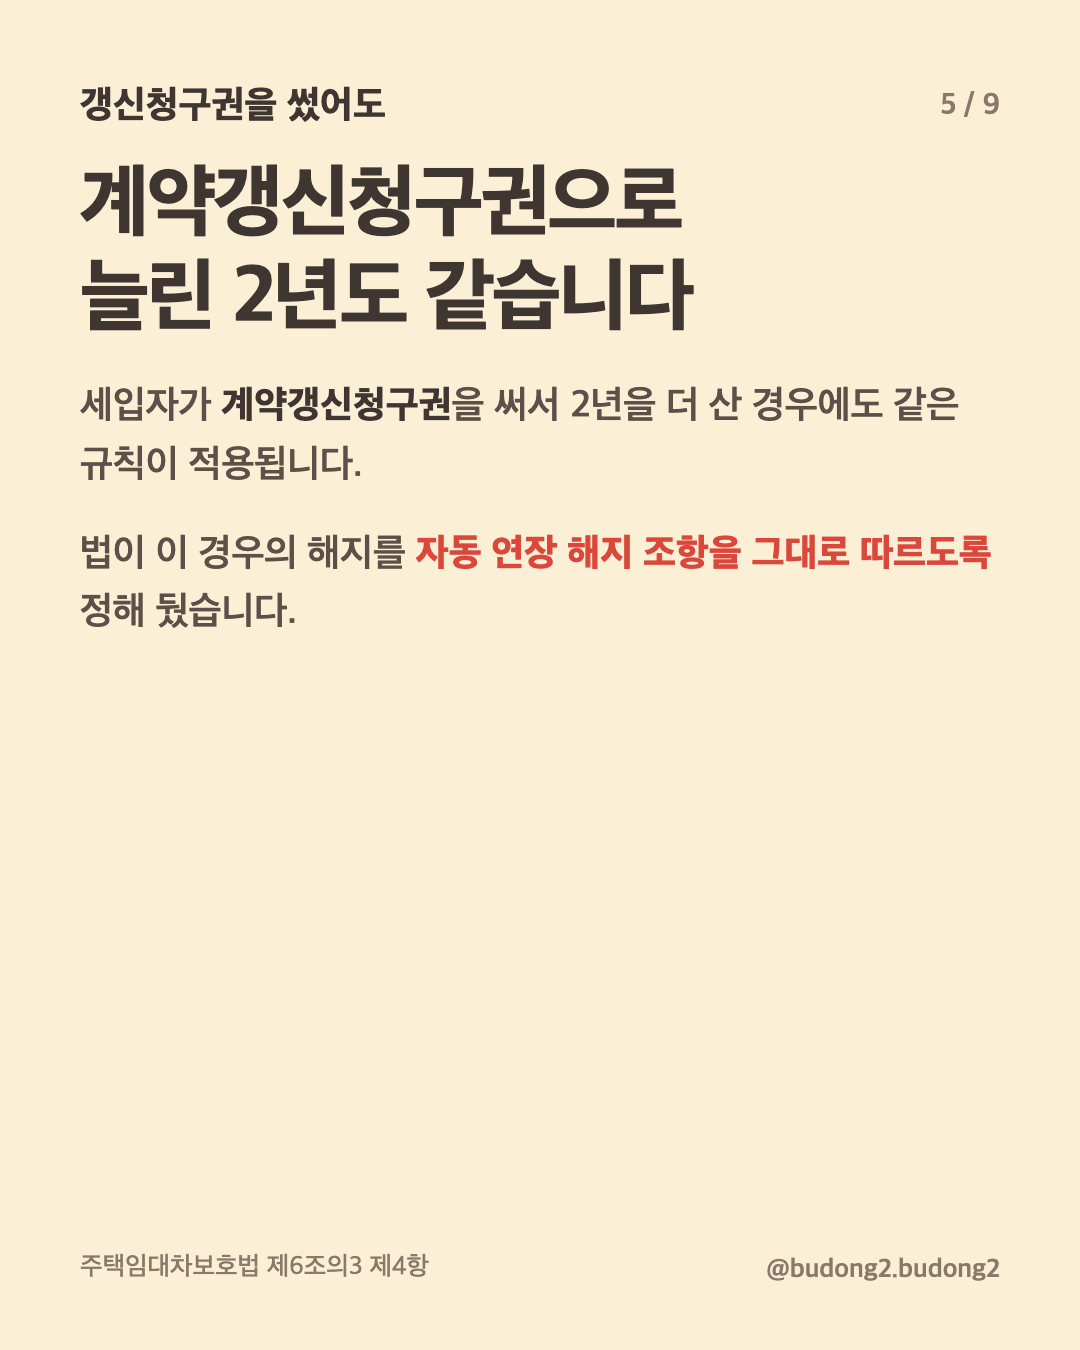 갱신청구권을 썼어도
5 / 9
계약갱신청구권으로
늘린 2년도 같습니다
세입자가 계약갱신청구권을 써서 2년을 더 산 경우에도 같은
규칙이 적용됩니다.
법이 이 경우의 해지를 자동 연장 해지 조항을 그대로 따르도록
정해 뒀습니다.
주택임대차보호법 제6조의3 제4항
@budong2.budong2